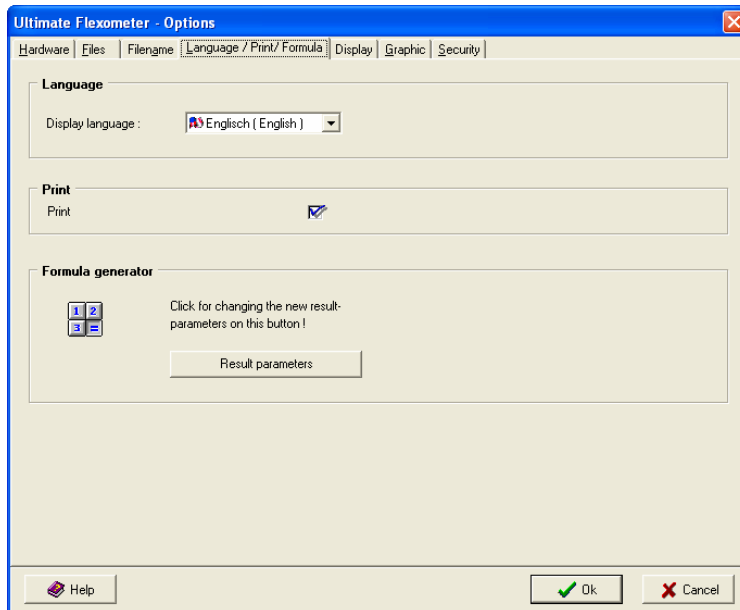 Ultimate Flexometer - Options
Hardware Files Filename Language / Print/ Formula Display Graphic Security
Language
Display language : Englisch ( English )
Print
Print
Formula generator
1 2
3 =
Click for changing the new result-
parameters on this button !
Result parameters
Help Ok Cancel